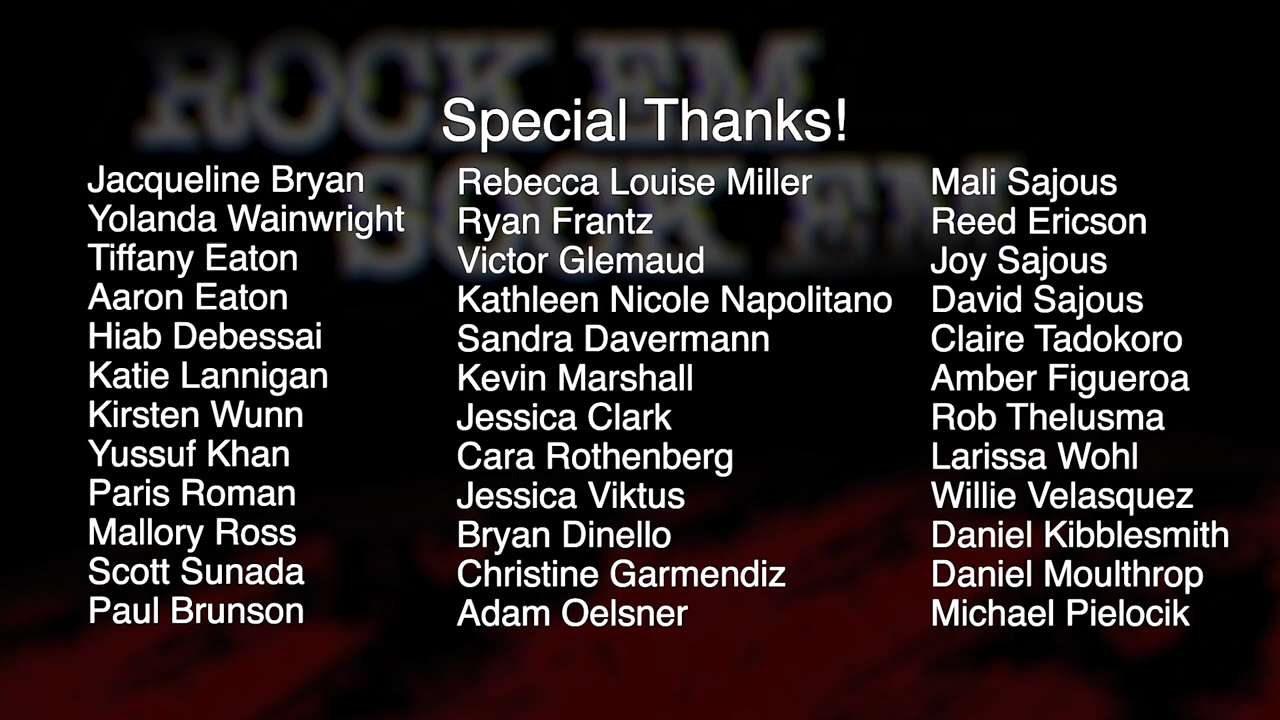 ROCK EM
SOCK EM
Special Thanks!
Jacqueline Bryan
Yolanda Wainwright
Tiffany Eaton
Aaron Eaton
Hiab Debessai
Katie Lannigan
Kirsten Wunn
Yussuf Khan
Paris Roman
Mallory Ross
Scott Sunada
Paul Brunson
Rebecca Louise Miller
Ryan Frantz
Victor Glemaud
Kathleen Nicole Napolitano
Sandra Davermann
Kevin Marshall
Jessica Clark
Cara Rothenberg
Jessica Viktus
Bryan Dinello
Christine Garmendiz
Adam Oelsner
Mali Sajous
Reed Ericson
Joy Sajous
David Sajous
Claire Tadokoro
Amber Figueroa
Rob Thelusma
Larissa Wohl
Willie Velasquez
Daniel Kibblesmith
Daniel Moulthrop
Michael Pielocik